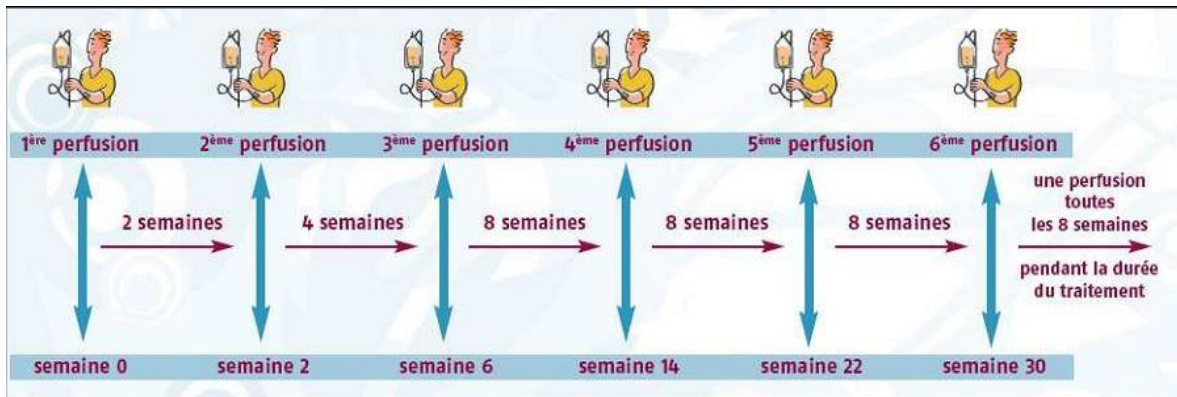 1ère perfusion 2ème perfusion 3ème perfusion 4ème perfusion 5ème perfusion 6ème perfusion
2 semaines 4 semaines 8 semaines 8 semaines 8 semaines
une perfusion
toutes
les 8 semaines
pendant la durée
du traitement
semaine 0 semaine 2 semaine 6 semaine 14 semaine 22 semaine 30